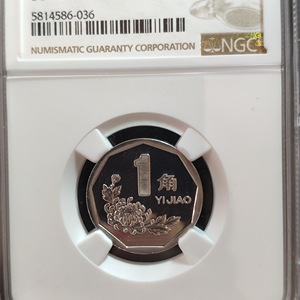 5814586-036
NUMISMATIC GUARANTY CORPORATION
NGC
1角
YI JIAO